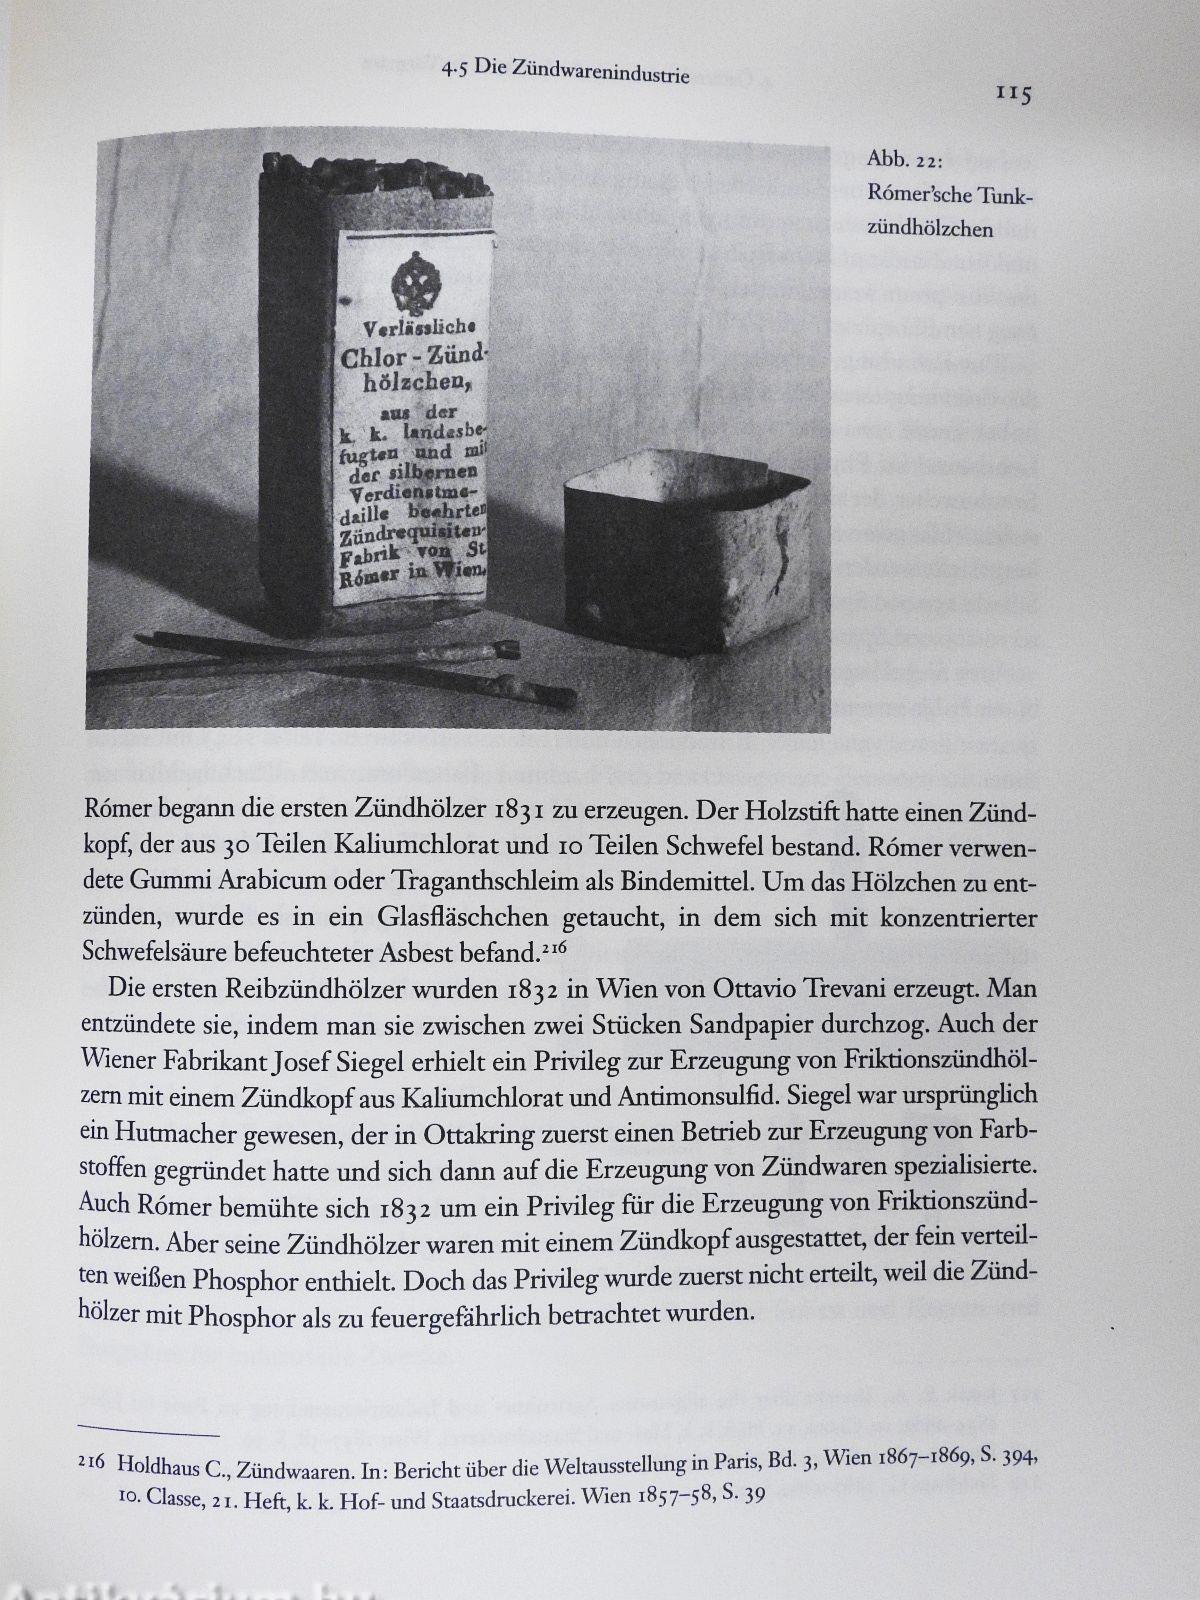 4.5 Die Zündwarenindustrie
115
Abb. 22:
Rómer’sche Tunk-
zündhölzchen
Verlässliche
Chlor-Zünd-
hölzchen,
aus der
k. k. landesbe-
fugten und mit
der silbernen
Verdienstme-
daille beehrten
Zündrequisiten-
Fabrik von St.
Rómer in Wien.
Rómer begann die ersten Zündhölzer 1831 zu erzeugen. Der Holzstift hatte einen Zünd-
kopf, der aus 30 Teilen Kaliumchlorat und 10 Teilen Schwefel bestand. Rómer verwen-
dete Gummi Arabicum oder Traganthschleim als Bindemittel. Um das Hölzchen zu ent-
zünden, wurde es in ein Glasfläschchen getaucht, in dem sich mit konzentrierter
Schwefelsäure befeuchteter Asbest befand.²¹⁶
Die ersten Reibzündhölzer wurden 1832 in Wien von Ottavio Trevani erzeugt. Man
entzündete sie, indem man sie zwischen zwei Stücken Sandpapier durchzog. Auch der
Wiener Fabrikant Josef Siegel erhielt ein Privileg zur Erzeugung von Friktionszündhöl-
zern mit einem Zündkopf aus Kaliumchlorat und Antimonsulfid. Siegel war ursprünglich
ein Hutmacher gewesen, der in Ottakring zuerst einen Betrieb zur Erzeugung von Farb-
stoffen gegründet hatte und sich dann auf die Erzeugung von Zündwaren spezialisierte.
Auch Rómer bemühte sich 1832 um ein Privileg für die Erzeugung von Friktionszünd-
hölzern. Aber seine Zündhölzer waren mit einem Zündkopf ausgestattet, der fein verteil-
ten weißen Phosphor enthielt. Doch das Privileg wurde zuerst nicht erteilt, weil die Zünd-
hölzer mit Phosphor als zu feuergefährlich betrachtet wurden.
216 Holdhaus C., Zündwaaren. In: Bericht über die Weltausstellung in Paris, Bd. 3, Wien 1867–1869, S. 394,
10. Classe, 21. Heft, k. k. Hof- und Staatsdruckerei. Wien 1857–58, S. 39